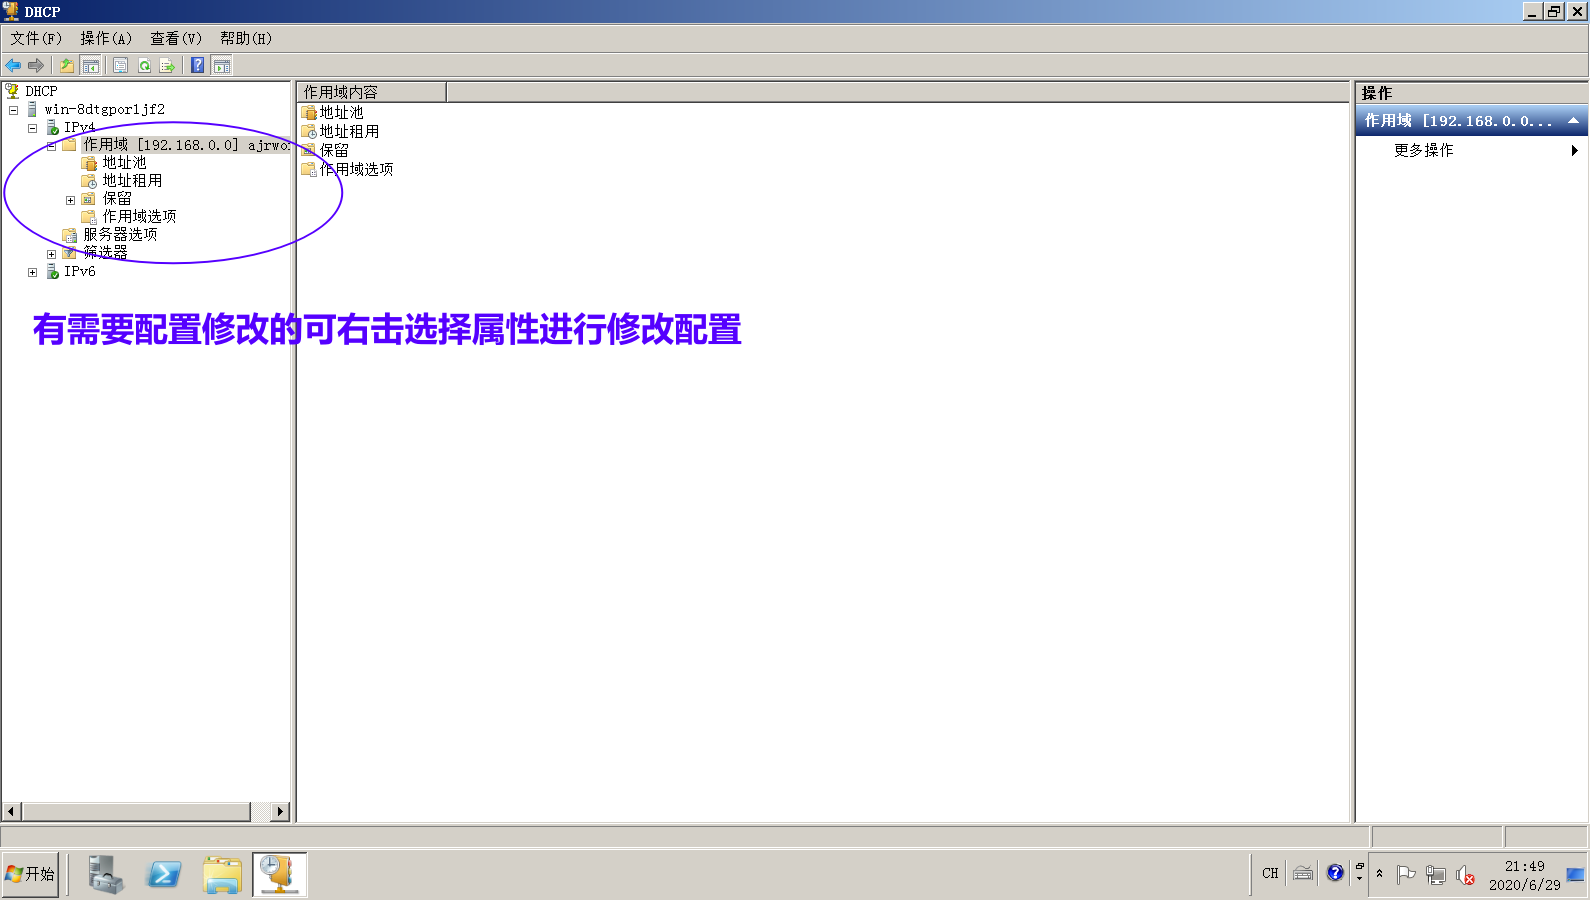 DHCP
文件(F) 操作(A) 查看(V) 帮助(H)
DHCP
win-8dtgpor1jf2
IPv4
作用域 [192.168.0.0] ajrwor
地址池
地址租用
保留
作用域选项
服务器选项
筛选器
IPv6
作用域内容
地址池
地址租用
保留
作用域选项
操作
作用域 [192.168.0.0...
更多操作
有需要配置修改的可右击选择属性进行修改配置
开始
CH
21:49
2020/6/29